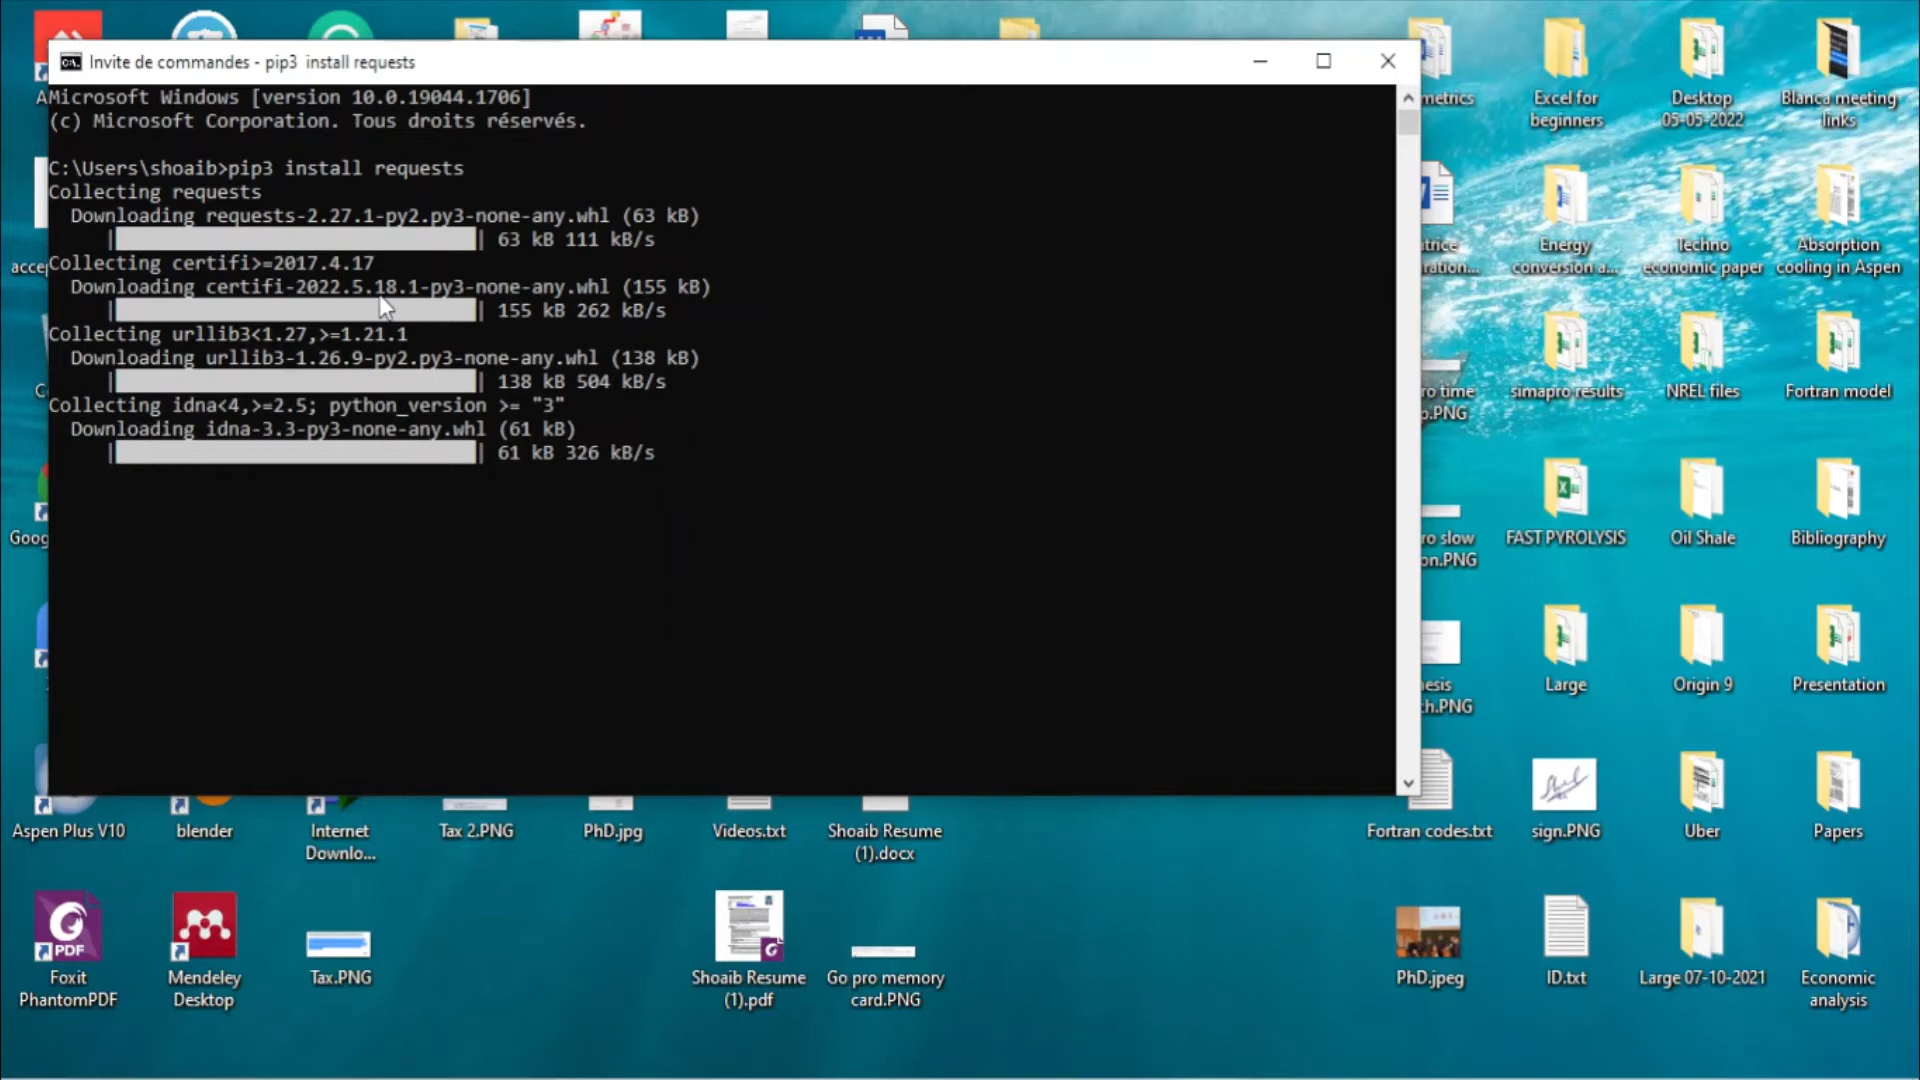 Invite de commandes - pip3 install requests
Microsoft Windows [version 10.0.19044.1706]
(c) Microsoft Corporation. Tous droits réservés.
C:\Users\shoaib>pip3 install requests
Collecting requests
Downloading requests-2.27.1-py2.py3-none-any.whl (63 kB)
|████████████████████████████████| 63 kB 111 kB/s
Collecting certifi>=2017.4.17
Downloading certifi-2022.5.18.1-py3-none-any.whl (155 kB)
|████████████████████████████████| 155 kB 262 kB/s
Collecting urllib3<1.27,>=1.21.1
Downloading urllib3-1.26.9-py2.py3-none-any.whl (138 kB)
|████████████████████████████████| 138 kB 504 kB/s
Collecting idna<4,>=2.5; python_version >= "3"
Downloading idna-3.3-py3-none-any.whl (61 kB)
|████████████████████████████████| 61 kB 326 kB/s
metrics
Excel for
beginners
Desktop
05-05-2022
Blanca meeting
links
Energy
conversion a...
Techno
economic paper
Absorption
cooling in Aspen
ro time
.PNG
simapro results
NREL files
Fortran model
Goog
ro slow
on.PNG
FAST PYROLYSIS
Oil Shale
Bibliography
Large
Origin 9
Presentation
Aspen Plus V10
blender
Internet
Downlo...
Tax 2.PNG
PhD.jpg
Videos.txt
Shoaib Resume
(1).docx
Fortran codes.txt
sign.PNG
Uber
Papers
PDF
Foxit
PhantomPDF
Mendeley
Desktop
Tax.PNG
Shoaib Resume
(1).pdf
Go pro memory
card.PNG
PhD.jpeg
ID.txt
Large 07-10-2021
Economic
analysis